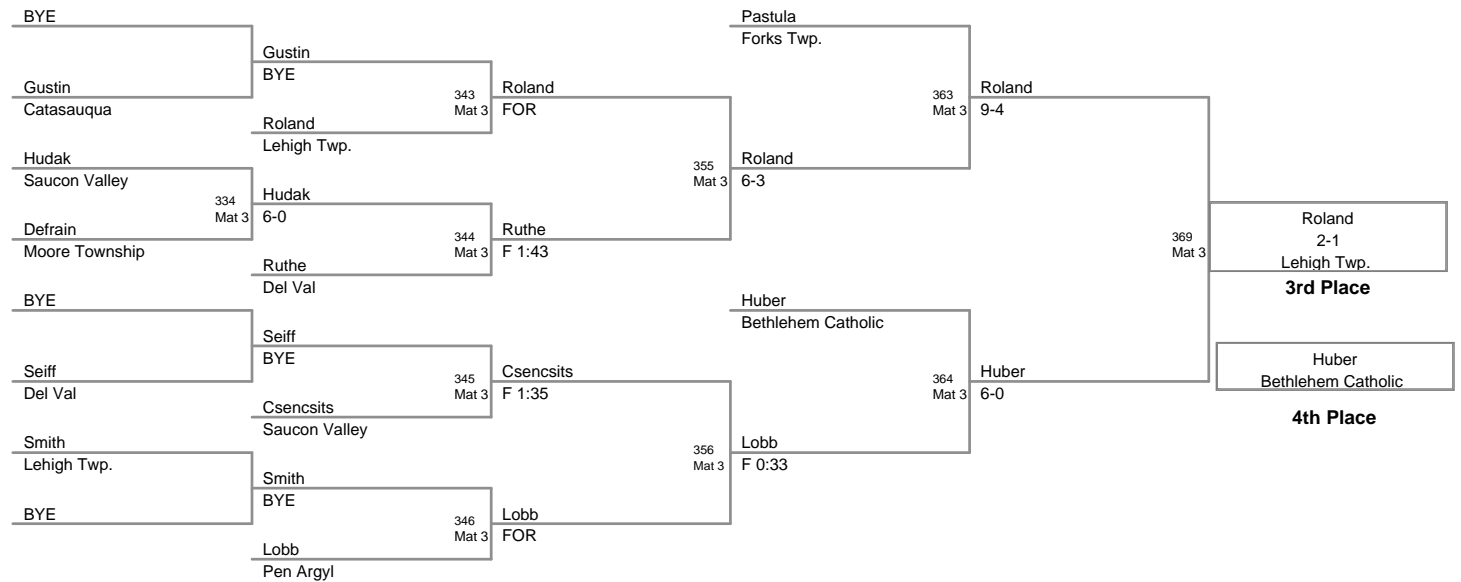 BYE
Gustin
Catasauqua
Hudak
Saucon Valley
Defrain
Moore Township
BYE
Seiff
Del Val
Smith
Lehigh Twp.
BYE
334
Mat 3
Gustin
BYE
Roland
Lehigh Twp.
Hudak
6-0
Ruthe
Del Val
Seiff
BYE
Csencsits
Saucon Valley
Smith
BYE
Lobb
Pen Argyl
343
Mat 3
344
Mat 3
345
Mat 3
346
Mat 3
Roland
FOR
Ruthe
F 1:43
Csencsits
F 1:35
Lobb
FOR
355
Mat 3
356
Mat 3
Pastula
Forks Twp.
Roland
6-3
Huber
Bethlehem Catholic
Lobb
F 0:33
363
Mat 3
364
Mat 3
Roland
9-4
Huber
6-0
369
Mat 3
Roland
2-1
Lehigh Twp.
3rd Place
Huber
Bethlehem Catholic
4th Place